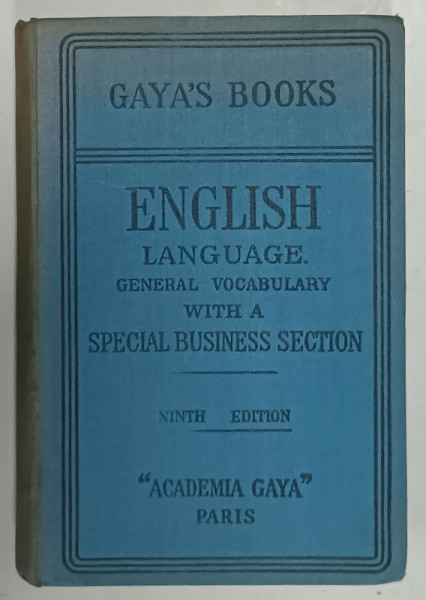 GAYA'S BOOKS
ENGLISH
LANGUAGE.
GENERAL VOCABULARY
WITH A
SPECIAL BUSINESS SECTION
NINTH EDITION
"ACADEMIA GAYA"
PARIS